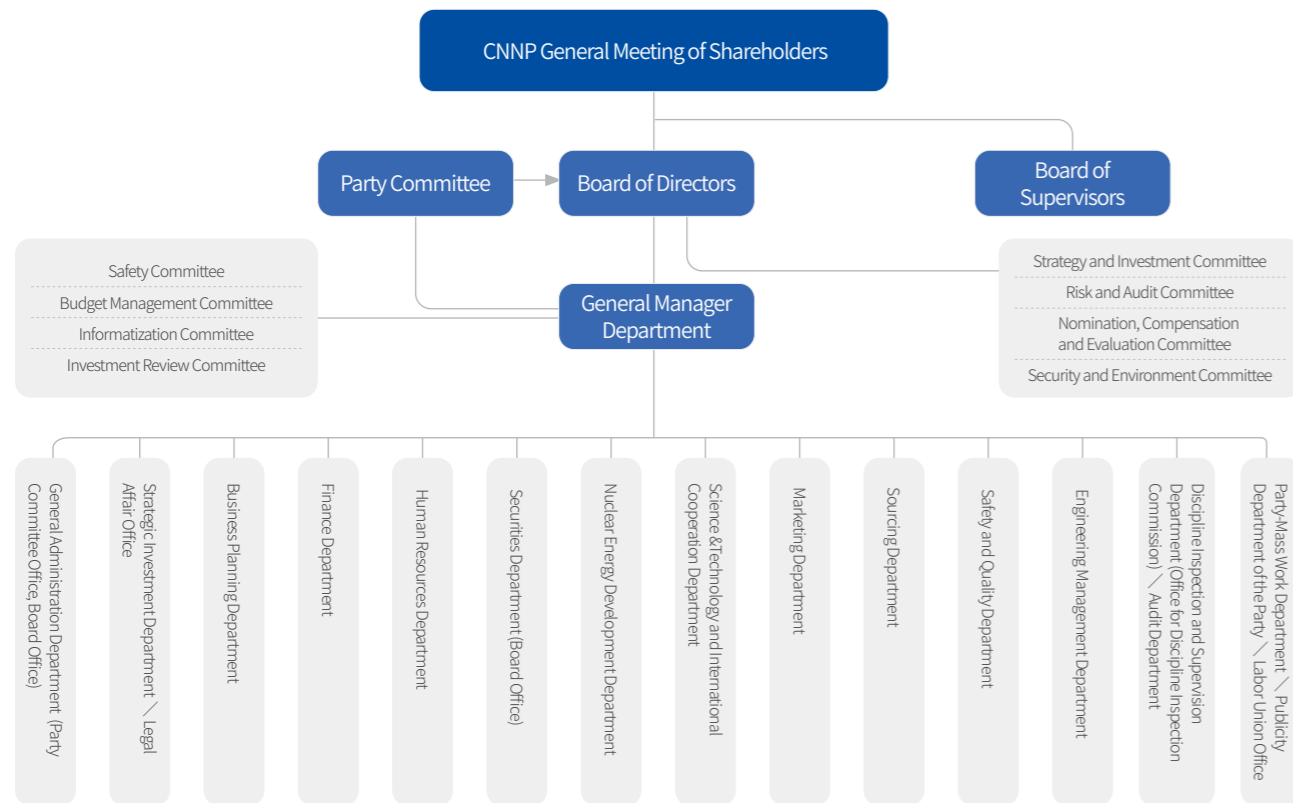 CNNP General Meeting of Shareholders
Party Committee
Board of Directors
Board of
Supervisors
Safety Committee
Budget Management Committee
Informatization Committee
Investment Review Committee
General Manager
Department
Strategy and Investment Committee
Risk and Audit Committee
Nomination, Compensation
and Evaluation Committee
Security and Environment Committee
General Administration Department (Party
Committee Office, Board Office)
Strategic Investment Department ＼ Legal
Affair Office
Business Planning Department
Finance Department
Human Resources Department
Securities Department (Board Office)
Nuclear Energy Development Department
Science &Technology and International
Cooperation Department
Marketing Department
Sourcing Department
Safety and Quality Department
Engineering Management Department
Discipline Inspection and Supervision
Department (Office for Discipline Inspection
Commission) ＼ Audit Department
Party-Mass Work Department ＼ Publicity
Department of the Party ＼ Labor Union Office